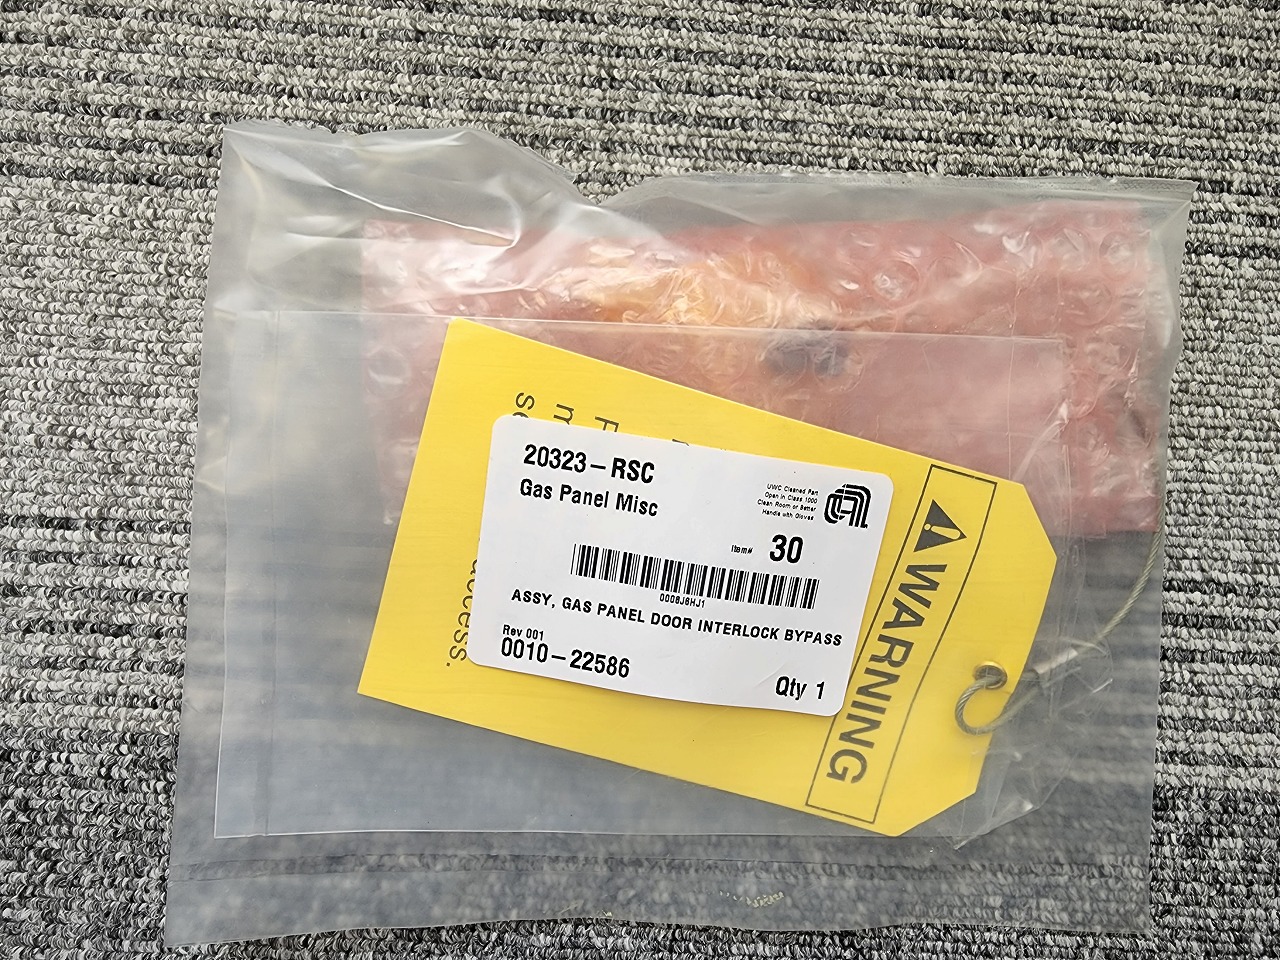 20323-RSC
Gas Panel Misc
UWC Cleaned Part
Open in Class 1000
Clean Room or Better
Handle with Gloves
Item# 30
0008J8HJ1
ASSY, GAS PANEL DOOR INTERLOCK BYPASS
Rev 001
0010-22586
Qty 1
WARNING
access.